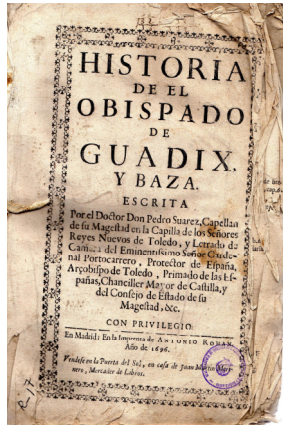 HISTORIA
DE EL
OBISPADO
DE
GUADIX,
Y BAZA.
ESCRITA
Por el Doctor Don Pedro Suarez, Capellan
de su Magestad en la Capilla de los Señores
Reyes Nuevos de Toledo, y Letrado de
Camara del Eminentissimo Señor Carde-
nal Portocarrero, Protector de España,
Arçobispo de Toledo, Primado de las Es-
pañas, Chanciller Mayor de Castilla, y
del Consejo de Estado de su
Magestad, &c.
CON PRIVILEGIO:
En Madrid: En la Imprenta de ANTONIO ROMAN.
Año de 1696.
Vendese en la Puerta del Sol, en casa de Juan Martin Mer-
nero, Mercader de Libros.